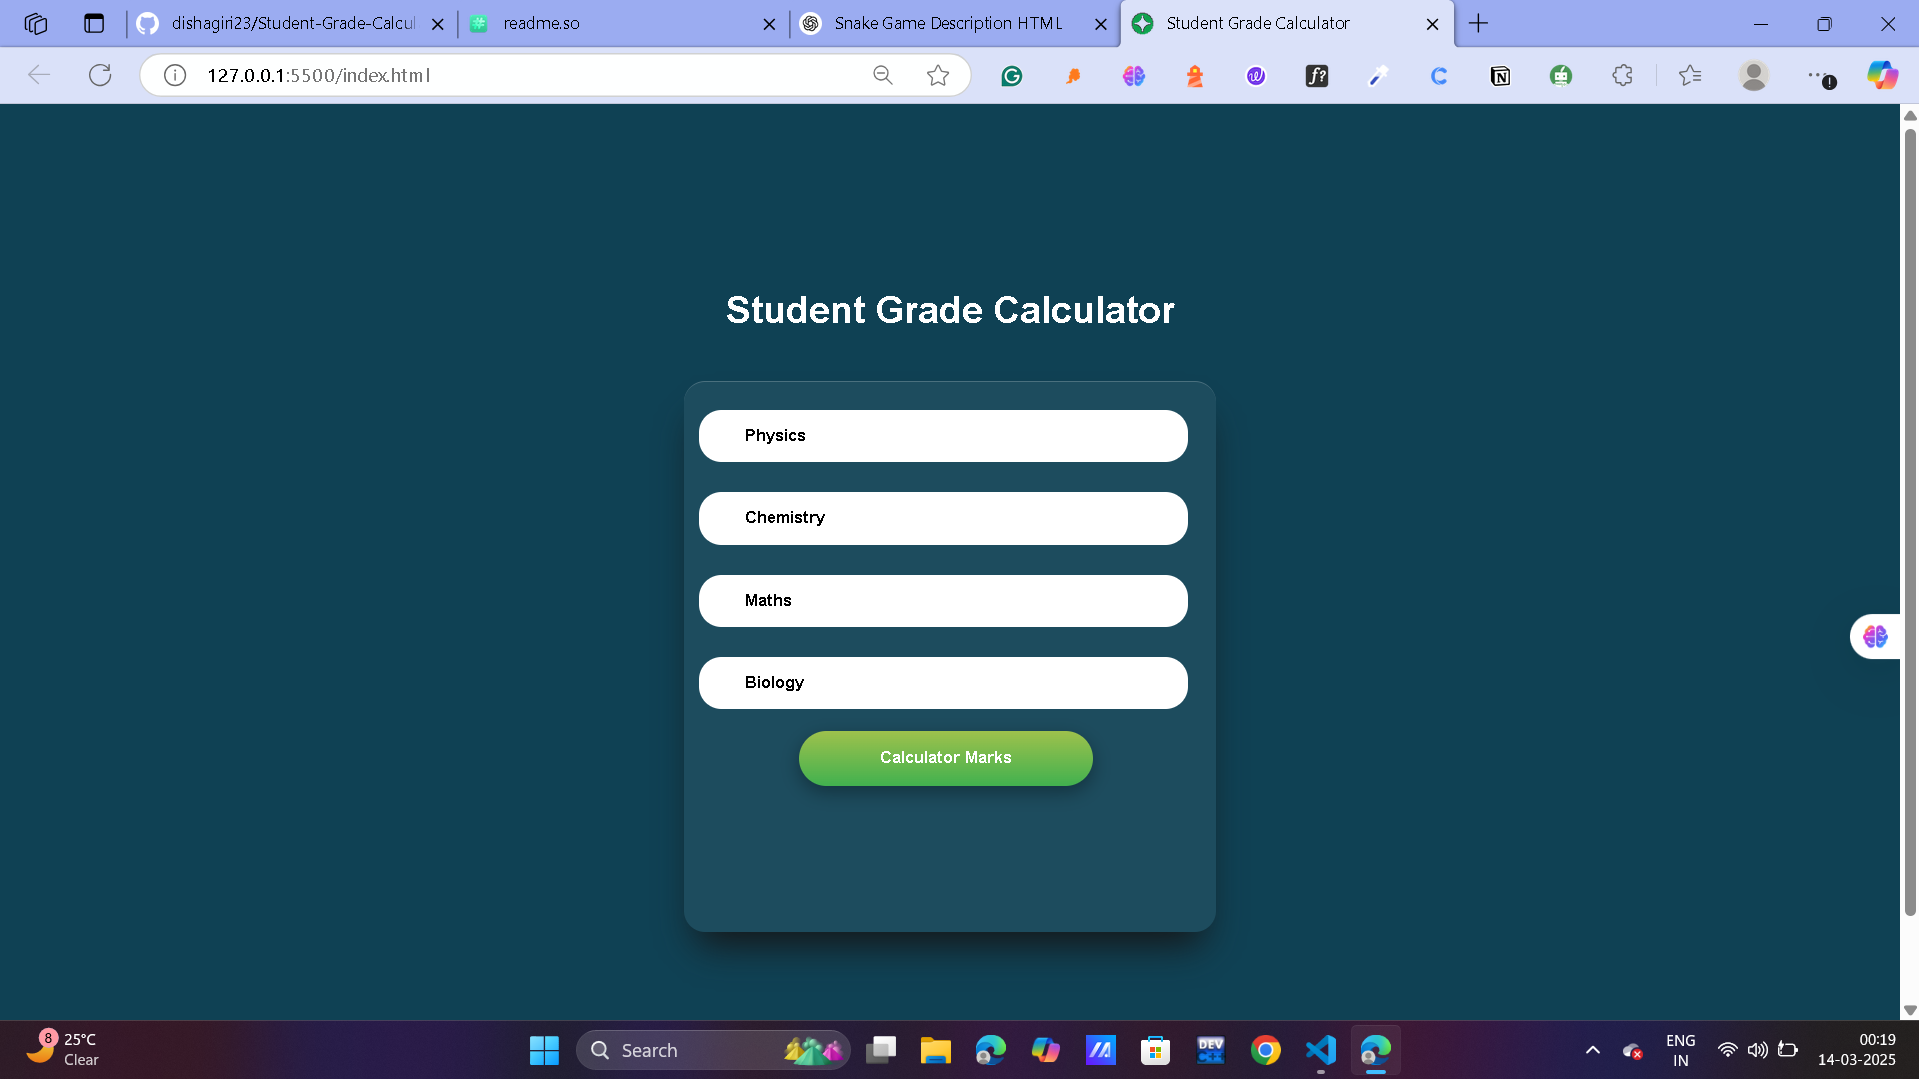 dishagiri23/Student-Grade-Calcul
readme.so
Snake Game Description HTML
Student Grade Calculator
127.0.0.1:5500/index.html
Student Grade Calculator
Physics
Chemistry
Maths
Biology
Calculator Marks
8
25°C
Clear
Search
DEV
ENG
IN
00:19
14-03-2025